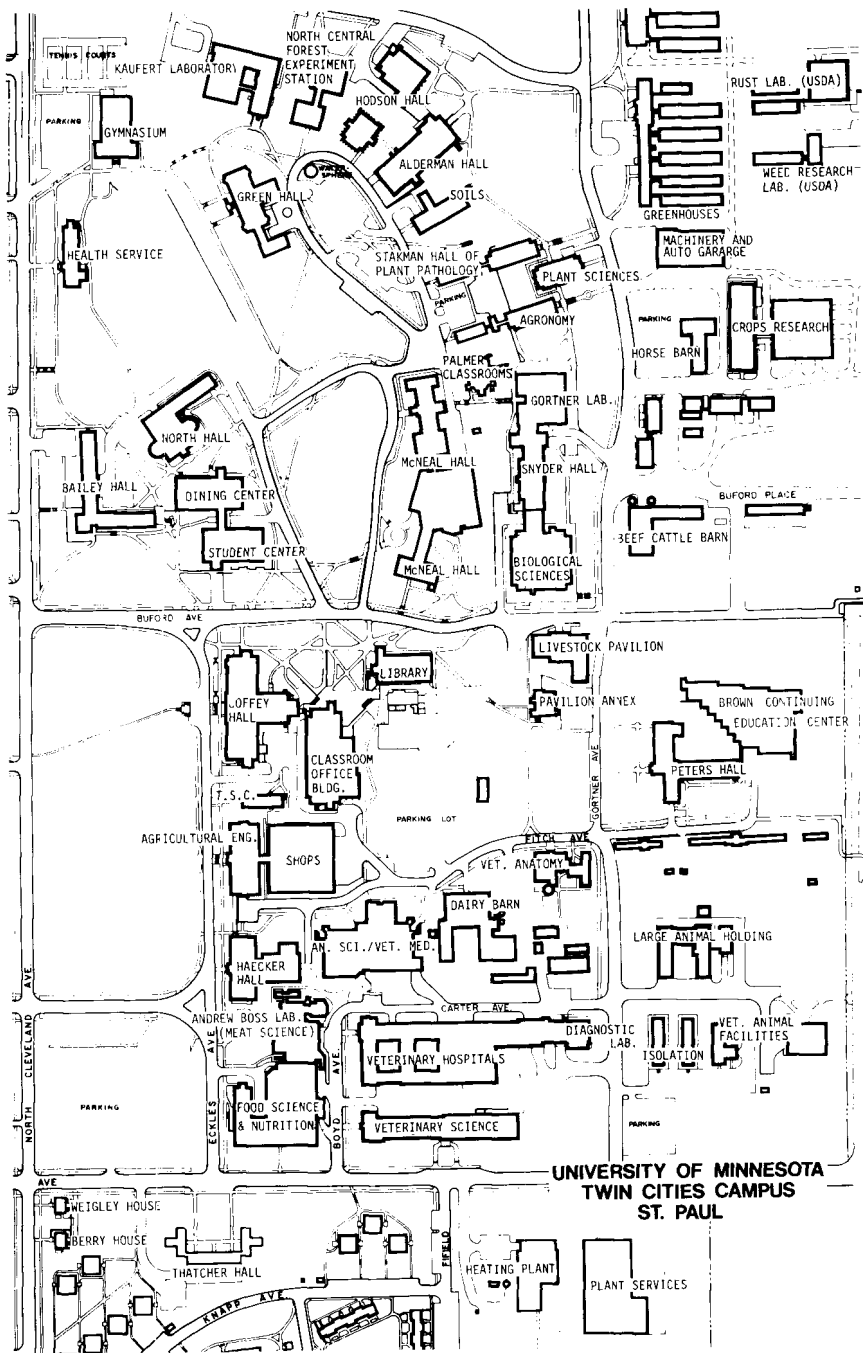 TENNIS COURTS
KAUFERT LABORATORY
NORTH CENTRAL
FOREST
EXPERIMENT
STATION
HODSON HALL
RUST LAB. (USDA)
PARKING
GYMNASIUM
ALDERMAN HALL
WEED RESEARCH
LAB. (USDA)
GREEN HALL
SOILS
GREENHOUSES
HEALTH SERVICE
STAKMAN HALL OF
PLANT PATHOLOGY
MACHINERY AND
AUTO GARARGE
PLANT SCIENCES
PARKING
AGRONOMY
PARKING
CROPS RESEARCH
HORSE BARN
PALMER
CLASSROOMS
GORTNER LAB.
NORTH HALL
McNEAL HALL
SNYDER HALL
BAILEY HALL
DINING CENTER
BUFORD PLACE
STUDENT CENTER
BEEF CATTLE BARN
McNEAL HALL
BIOLOGICAL
SCIENCES
BUFORD AVE.
LIVESTOCK PAVILION
LIBRARY
COFFEY
HALL
PAVILION ANNEX
BROWN CONTINUING
EDUCATION CENTER
CLASSROOM
OFFICE
BLDG.
GORTNER AVE
PETERS HALL
T.S.C.
PARKING LOT
AGRICULTURAL ENG.
SHOPS
FITCH AVE
VET. ANATOMY
DAIRY BARN
AN. SCI./VET. MED.
LARGE ANIMAL HOLDING
HAECKER
HALL
NORTH CLEVELAND AVE.
ANDREW BOSS LAB.
(MEAT SCIENCE)
CARTER AVE.
DIAGNOSTIC
LAB.
VET. ANIMAL
FACILITIES
VETERINARY HOSPITALS
ISOLATION
PARKING
ECKLES AVE
FOOD SCIENCE
& NUTRITION
BOYD AVE.
VETERINARY SCIENCE
PARKING
UNIVERSITY OF MINNESOTA
TWIN CITIES CAMPUS
ST. PAUL
AVE
WEIGLEY HOUSE
BERRY HOUSE
THATCHER HALL
FIFIELD
HEATING PLANT
PLANT SERVICES
KNAPP AVE